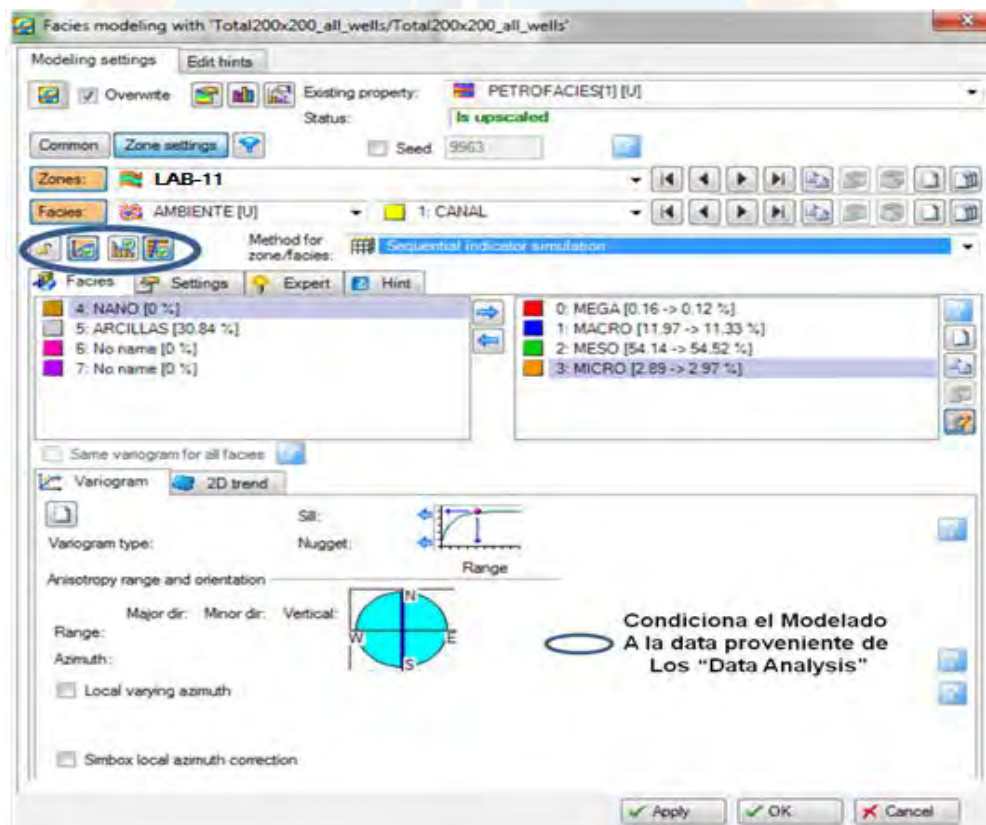 Facies modeling with 'Total200x200_all_wells/Total200x200_all_wells'
Modeling settings Edit hints
Overwrite Existing property: PETROFACIES[1] [U]
Status: Is upscaled
Common Zone settings Seed 9963
Zones: LAB-11
Facies: AMBIENTE [U] 1: CANAL
Method for zone/facies: Sequential indicator simulation
Facies Settings Expert Hint
4: NANO [0 %]
5: ARCILLAS [30.84 %]
6: No name [0 %]
7: No name [0 %]
0: MEGA [0.16 -> 0.12 %]
1: MACRO [11.97 -> 11.33 %]
2: MESO [54.14 -> 54.52 %]
3: MICRO [2.89 -> 2.97 %]
Same variogram for all facies
Variogram 2D trend
Sill:
Variogram type: Nugget:
Range
Anisotropy range and orientation
Major dir: Minor dir: Vertical:
Range:
Azimuth:
N
W E
S
Local varying azimuth
Simbox local azimuth correction
Condiciona el Modelado
A la data proveniente de
Los "Data Analysis"
Apply OK Cancel